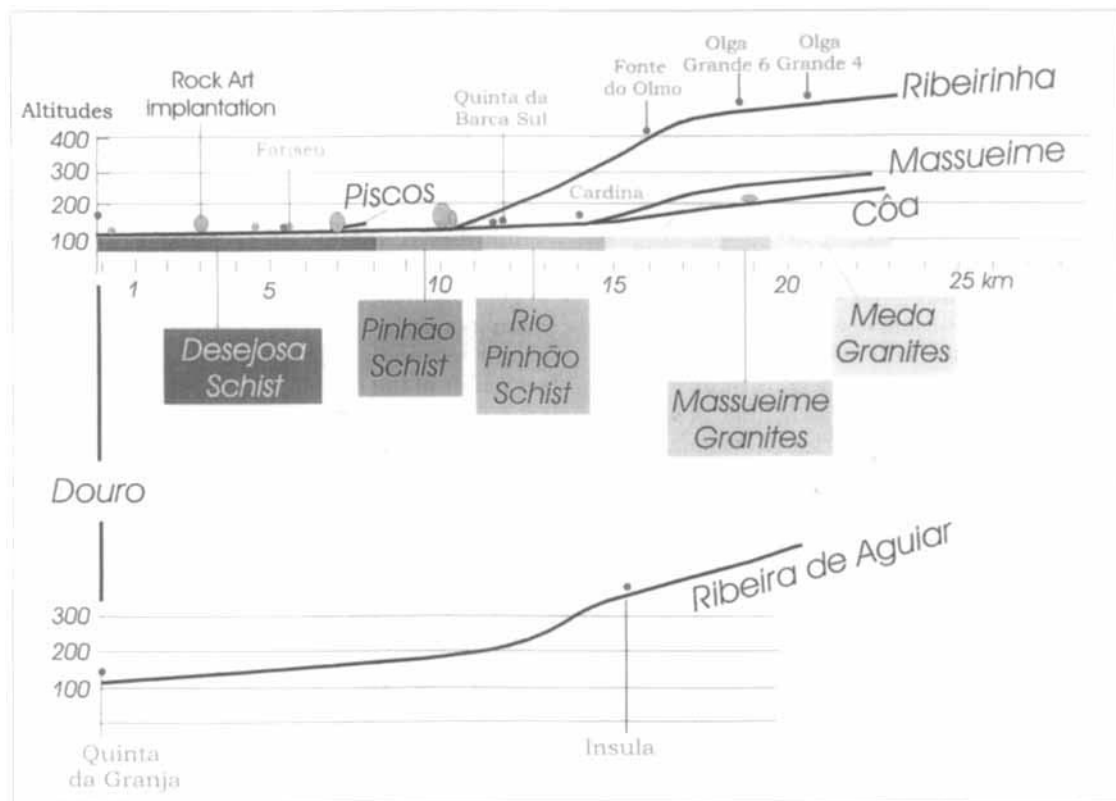 Rock Art
implantation
Altitudes
400
300
200
100
Fariseu
Piscos
Quinta da
Barca Sul
Fonte
do Olmo
Olga
Grande 6
Olga
Grande 4
Cardina
Ribeirinha
Massueime
Côa
1
5
10
15
20
25 km
Desejosa
Schist
Pinhão
Schist
Rio
Pinhão
Schist
Massueime
Granites
Meda
Granites
Douro
Ribeira de Aguiar
300
200
100
Quinta
da Granja
Insula